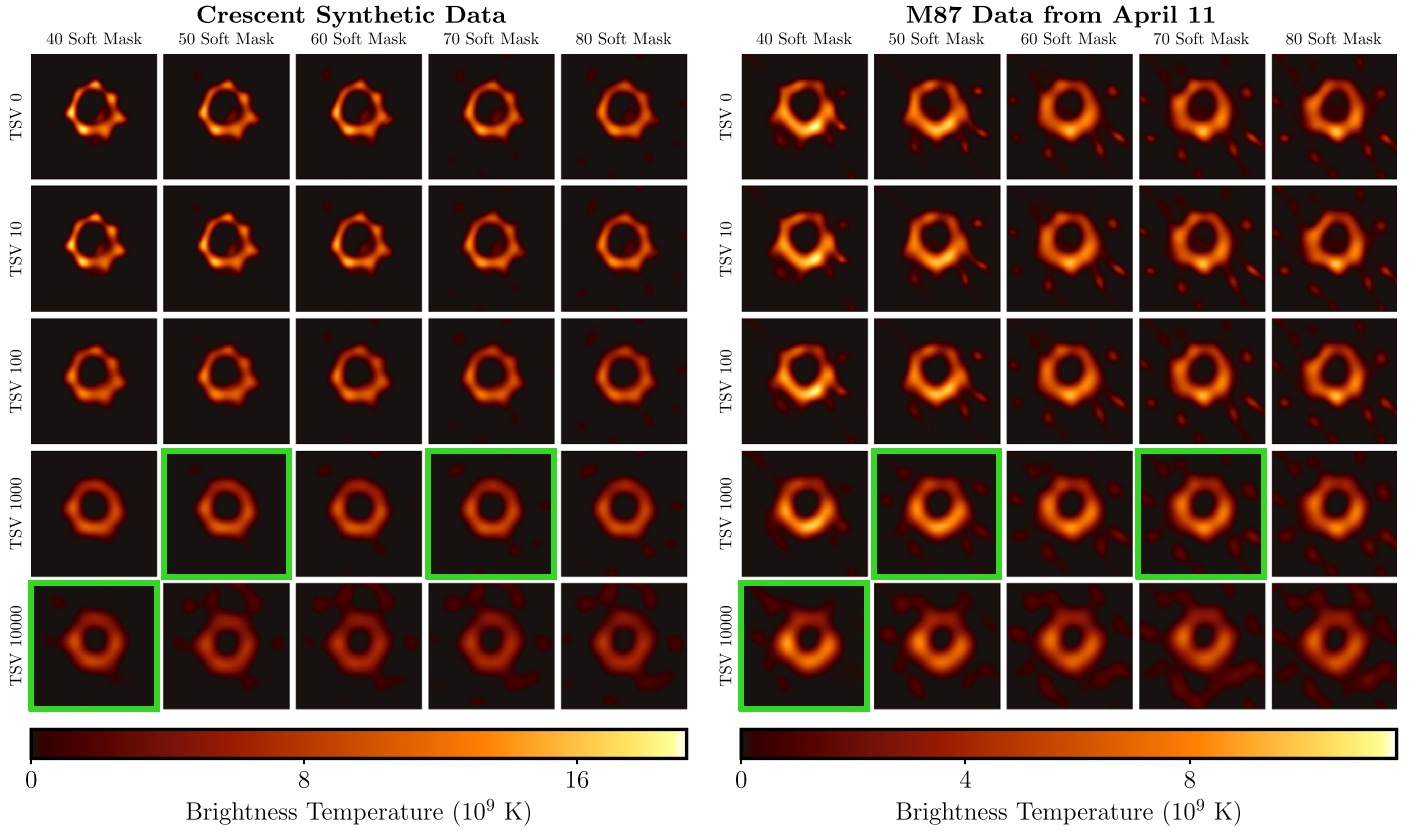 Crescent Synthetic Data
40 Soft Mask 50 Soft Mask 60 Soft Mask 70 Soft Mask 80 Soft Mask
TSV 0
TSV 10
TSV 100
TSV 1000
TSV 10000
0 8 16
Brightness Temperature (10⁹ K)
M87 Data from April 11
40 Soft Mask 50 Soft Mask 60 Soft Mask 70 Soft Mask 80 Soft Mask
TSV 0
TSV 10
TSV 100
TSV 1000
TSV 10000
0 4 8
Brightness Temperature (10⁹ K)